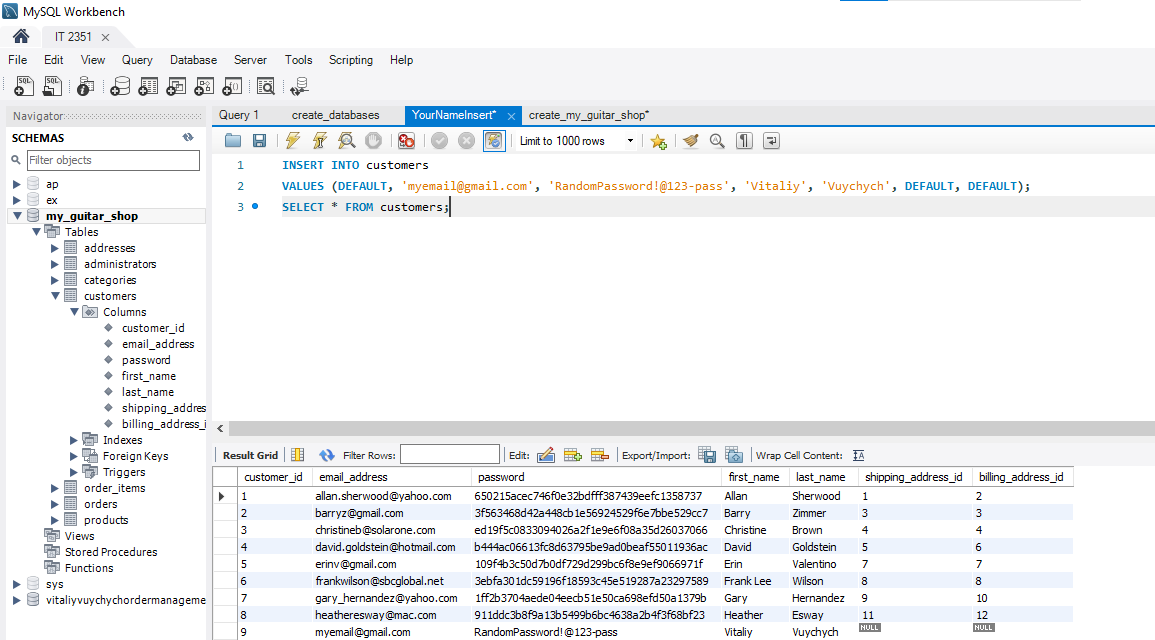 MySQL Workbench
IT 2351
File Edit View Query Database Server Tools Scripting Help
Navigator
SCHEMAS
Filter objects
ap
ex
my_guitar_shop
Tables
addresses
administrators
categories
customers
Columns
customer_id
email_address
password
first_name
last_name
shipping_addres
billing_address_i
Indexes
Foreign Keys
Triggers
order_items
orders
products
Views
Stored Procedures
Functions
sys
vitaliyvuychychordermanageme
Query 1 create_databases YourNameInsert* create_my_guitar_shop*
Limit to 1000 rows
1 INSERT INTO customers
2 VALUES (DEFAULT, 'myemail@gmail.com', 'RandomPassword!@123-pass', 'Vitaliy', 'Vuychych', DEFAULT, DEFAULT);
3 SELECT * FROM customers;
Result Grid Filter Rows: Edit: Export/Import: Wrap Cell Content:
customer_id email_address password first_name last_name shipping_address_id billing_address_id
1 allan.sherwood@yahoo.com 650215acec746f0e32bdfff387439eefc1358737 Allan Sherwood 1 2
2 barryz@gmail.com 3f563468d42a448cb1e56924529f6e7bbe529cc7 Barry Zimmer 3 3
3 christineb@solarone.com ed19f5c0833094026a2f1e9e6f08a35d26037066 Christine Brown 4 4
4 david.goldstein@hotmail.com b444ac06613fc8d63795be9ad0beaf55011936ac David Goldstein 5 6
5 erinv@gmail.com 109f4b3c50d7b0df729d299bc6f8e9ef9066971f Erin Valentino 7 7
6 frankwilson@sbcglobal.net 3ebfa301dc59196f18593c45e519287a23297589 Frank Lee Wilson 8 8
7 gary_hernandez@yahoo.com 1ff2b3704aede04eecb51e50ca698efd50a1379b Gary Hernandez 9 10
8 heatheresway@mac.com 911ddc3b8f9a13b5499b6bc4638a2b4f3f68bf23 Heather Esway 11 12
9 myemail@gmail.com RandomPassword!@123-pass Vitaliy Vuychych NULL NULL